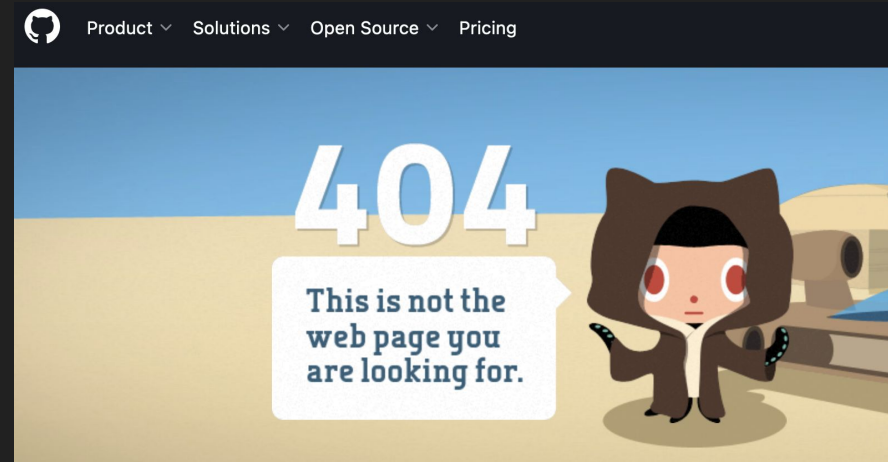 Product Solutions Open Source Pricing
404
This is not the
web page you
are looking for.